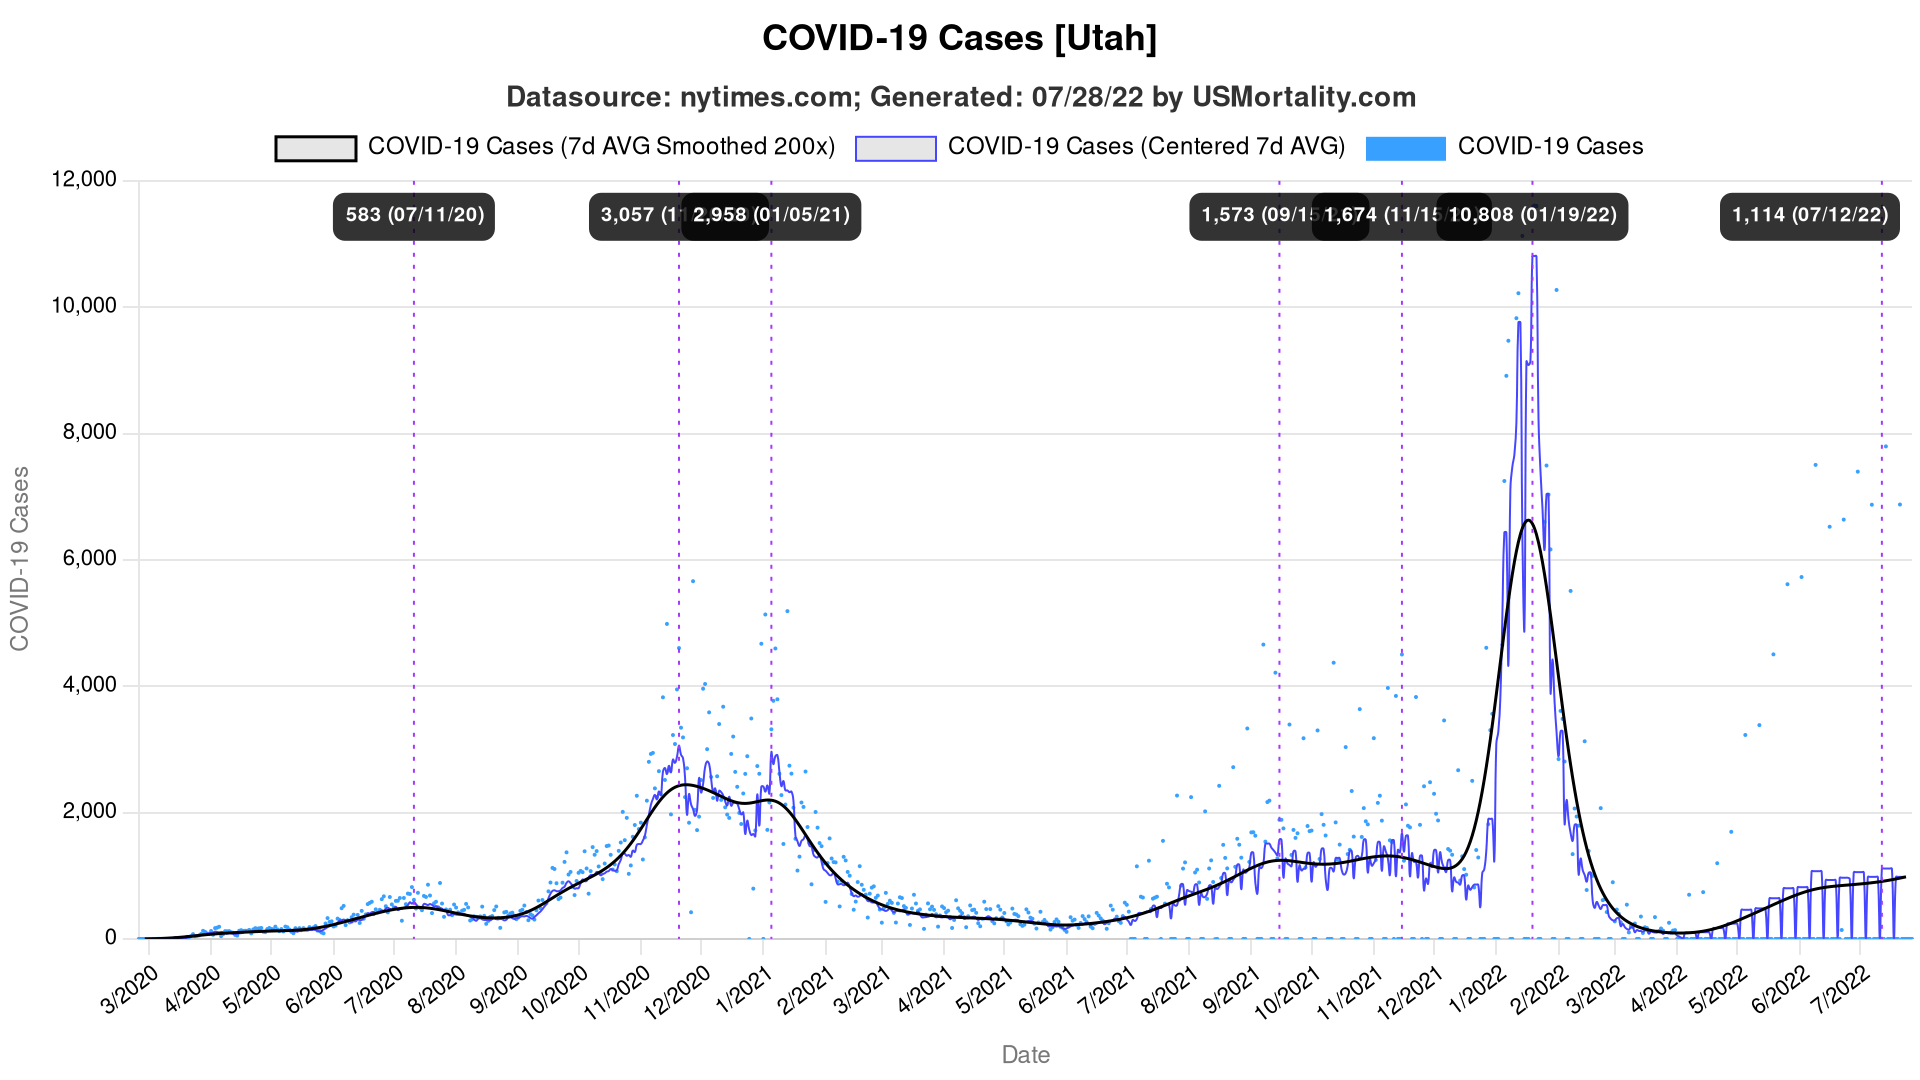 COVID-19 Cases [Utah]
Datasource: nytimes.com; Generated: 07/28/22 by USMortality.com
COVID-19 Cases (7d AVG Smoothed 200x) COVID-19 Cases (Centered 7d AVG) COVID-19 Cases
583 (07/11/20) 3,057 2,958 (01/05/21) 1,573 1,674 10,808 (01/19/22) 1,114 (07/12/22)
12,000
10,000
8,000
6,000
4,000
2,000
0
COVID-19 Cases
3/2020 4/2020 5/2020 6/2020 7/2020 8/2020 9/2020 10/2020 11/2020 12/2020 1/2021 2/2021 3/2021 4/2021 5/2021 6/2021 7/2021 8/2021 9/2021 10/2021 11/2021 12/2021 1/2022 2/2022 3/2022 4/2022 5/2022 6/2022 7/2022
Date